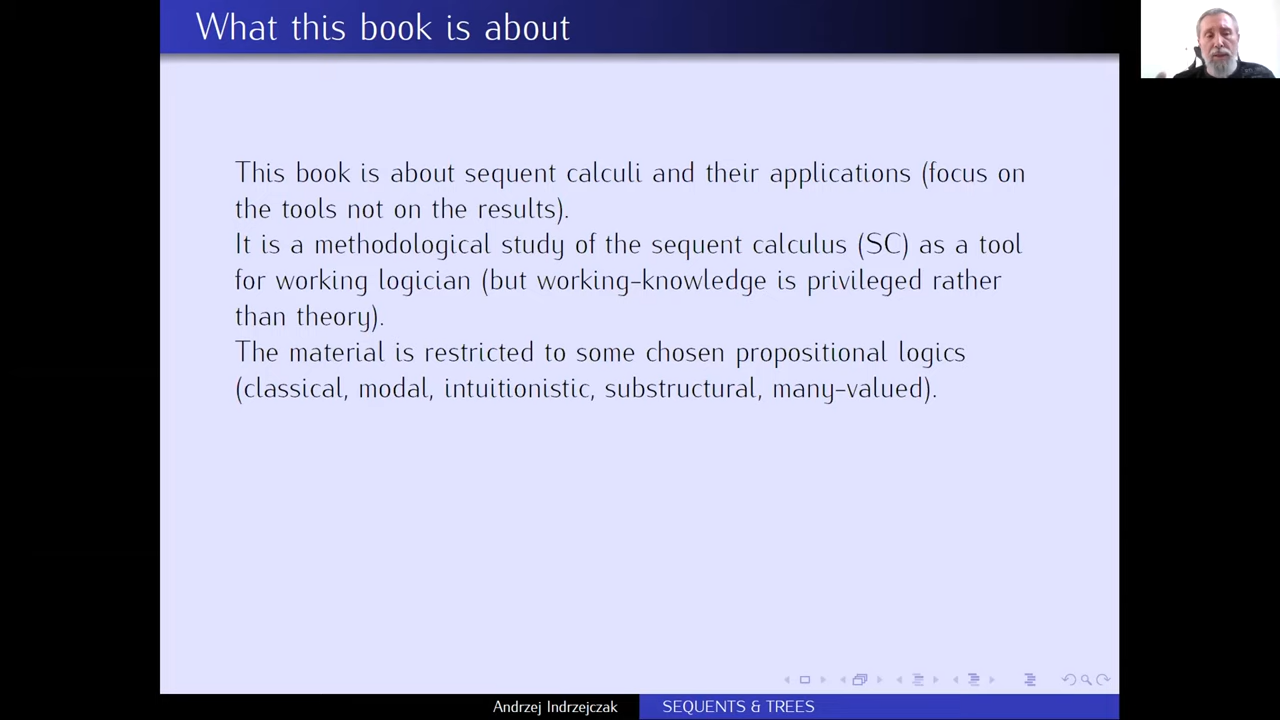 What this book is about
This book is about sequent calculi and their applications (focus on
the tools not on the results).
It is a methodological study of the sequent calculus (SC) as a tool
for working logician (but working-knowledge is privileged rather
than theory).
The material is restricted to some chosen propositional logics
(classical, modal, intuitionistic, substructural, many-valued).
Andrzej Indrzejczak
SEQUENTS & TREES